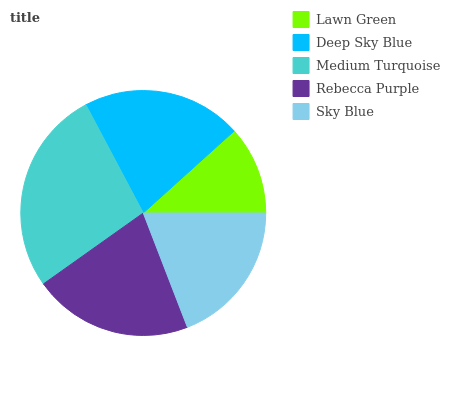 title
Lawn Green
Deep Sky Blue
Medium Turquoise
Rebecca Purple
Sky Blue